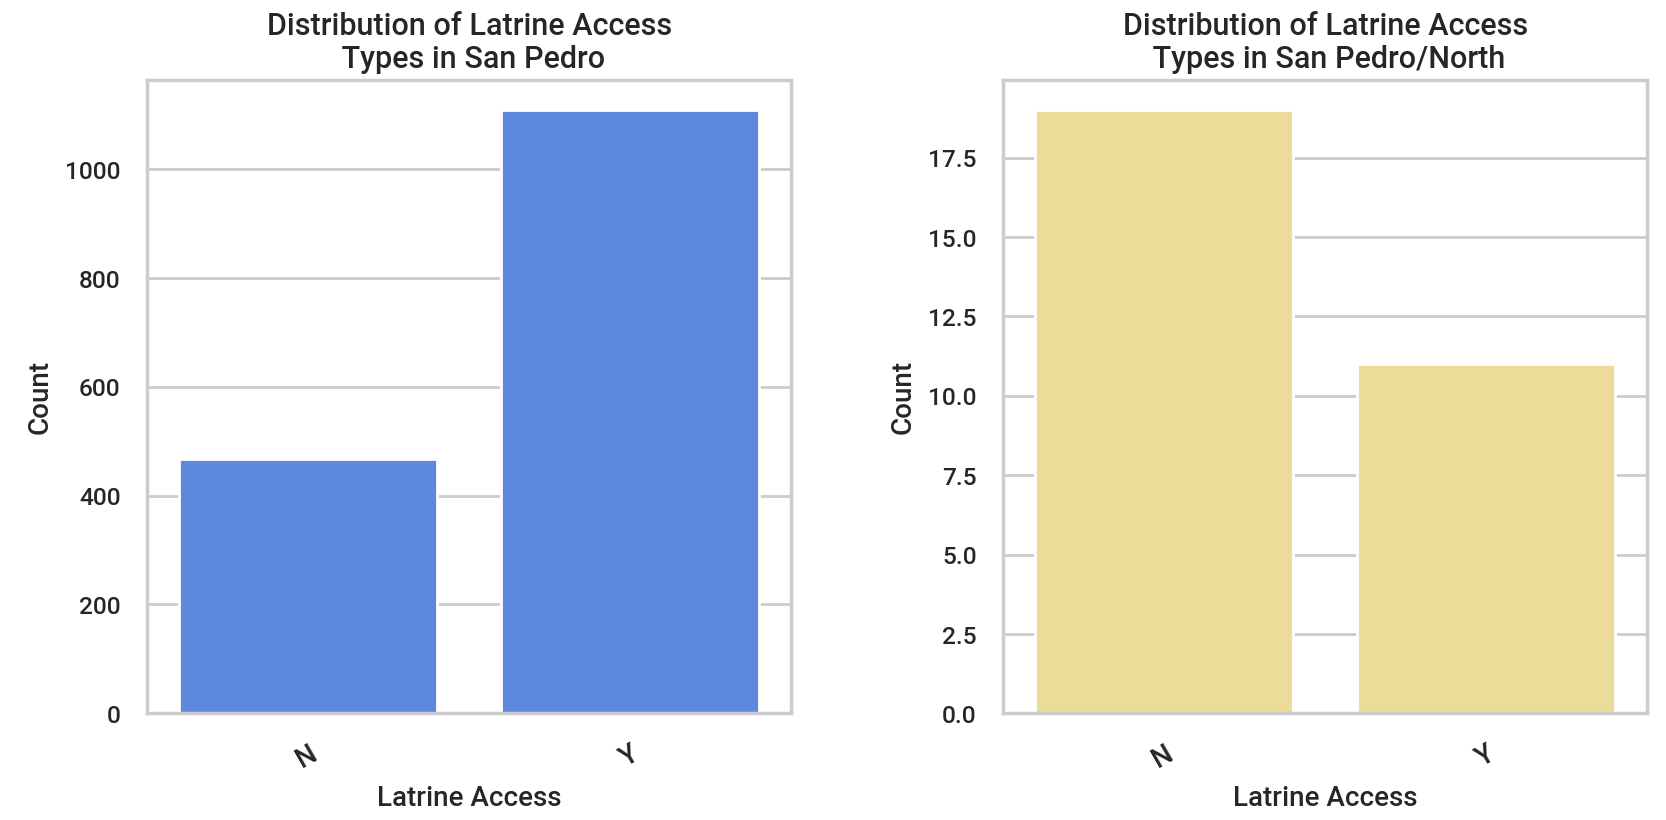 Distribution of Latrine Access
Types in San Pedro
1000
800
600
400
200
0
Count
N
Y
Latrine Access
Distribution of Latrine Access
Types in San Pedro/North
17.5
15.0
12.5
10.0
7.5
5.0
2.5
0.0
Count
N
Y
Latrine Access